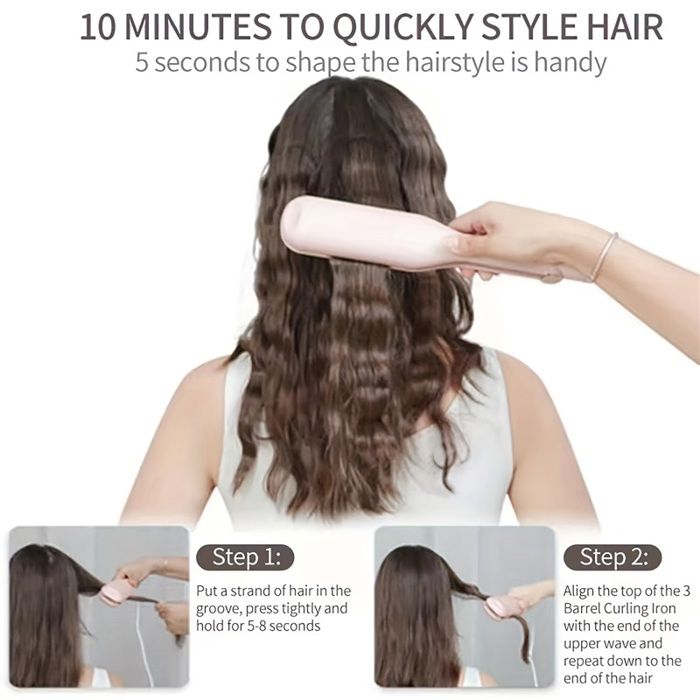 10 MINUTES TO QUICKLY STYLE HAIR
5 seconds to shape the hairstyle is handy
Step 1:
Put a strand of hair in the
groove, press tightly and
hold for 5-8 seconds
Step 2:
Align the top of the 3
Barrel Curling Iron
with the end of the
upper wave and
repeat down to the
end of the hair